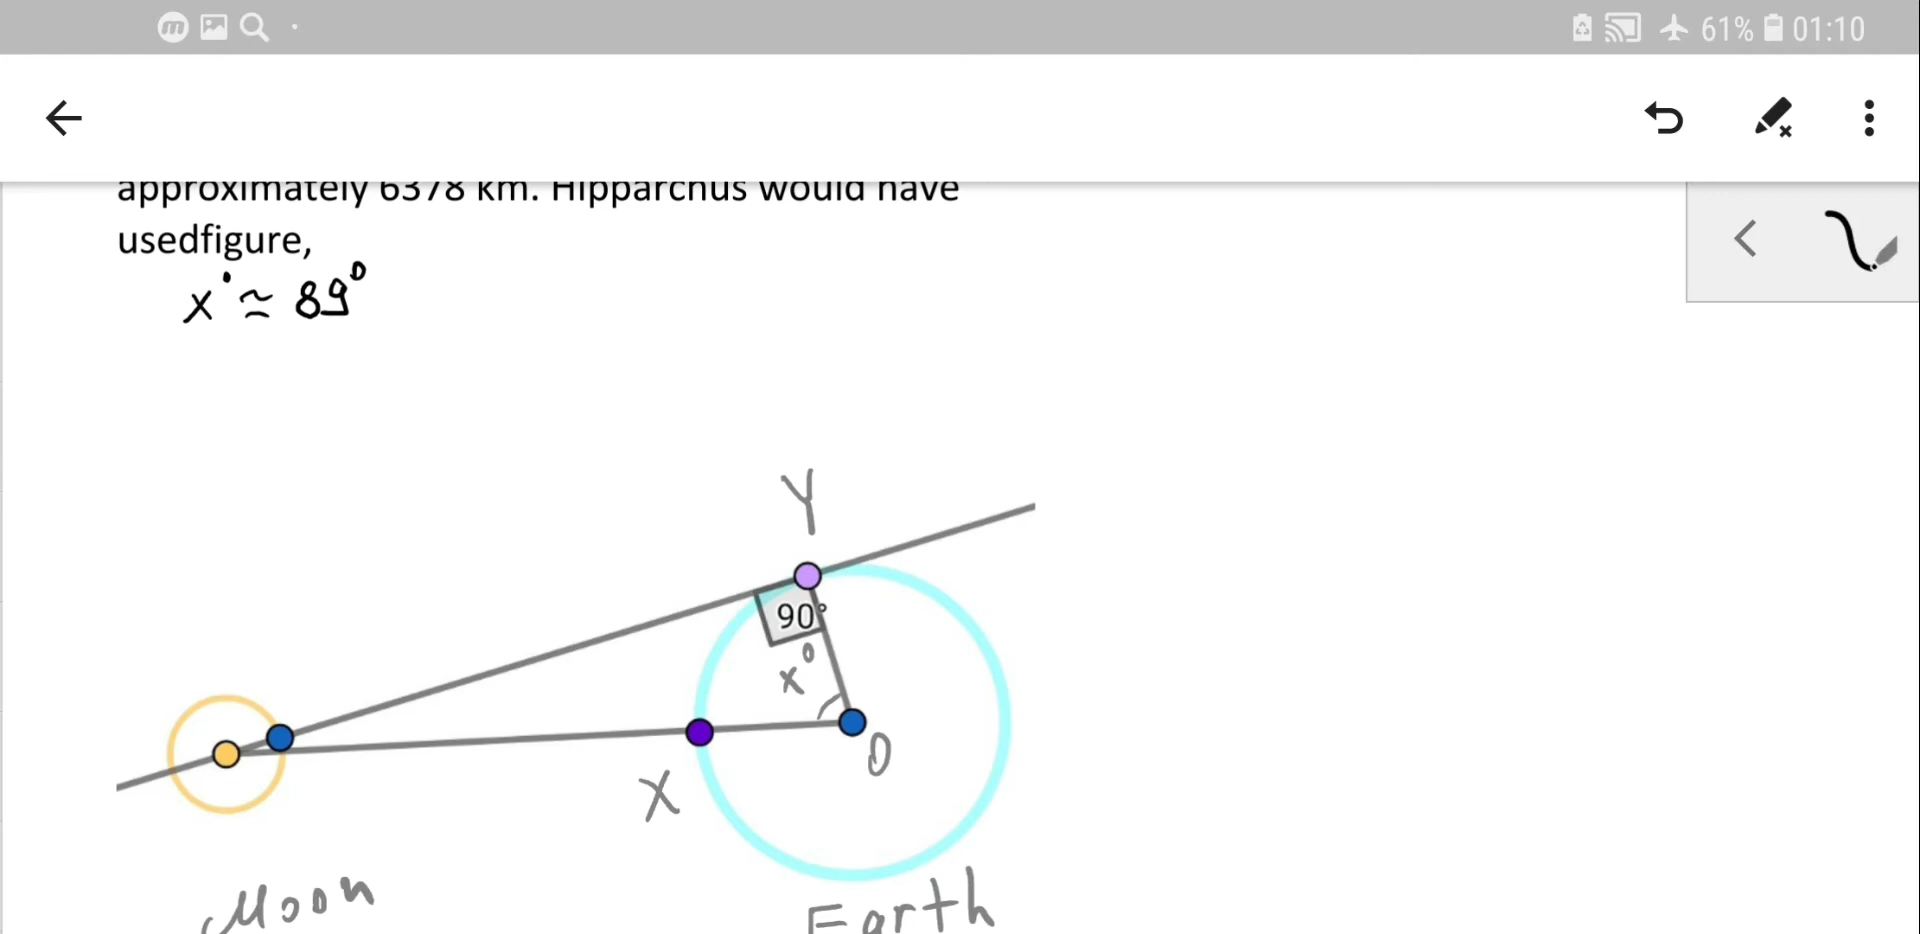 61% 01:10
approximately 6378 km. Hipparchus would have
usedfigure,
x° ≃ 89°
Y
90°
x°
O
X
Moon
Earth